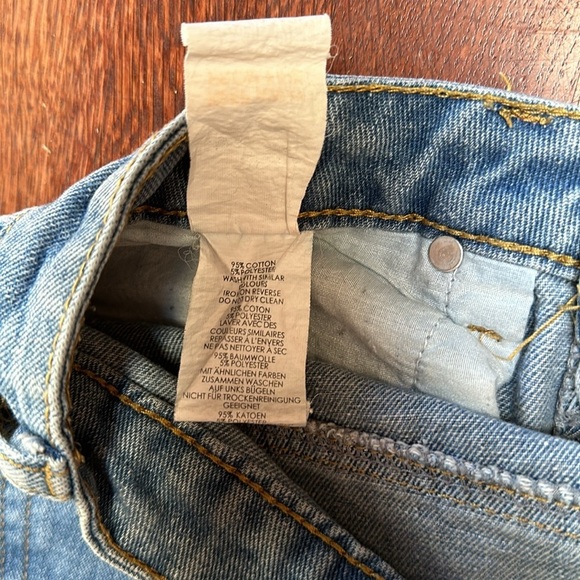 95% COTTON
5% POLYESTER
WASH WITH SIMILAR
COLOURS
IRON ON REVERSE
DO NOT DRY CLEAN
95% COTON
5% POLYESTER
LAVER AVEC DES
COULEURS SIMILAIRES
REPASSER À L'ENVERS
NE PAS NETTOYER À SEC
95% BAUMWOLLE
5% POLYESTER
MIT ÄHNLICHEN FARBEN
ZUSAMMEN WASCHEN
AUF LINKS BÜGELN
NICHT FÜR TROCKENREINIGUNG
GEEIGNET
95% KATOEN
5% POLYESTER